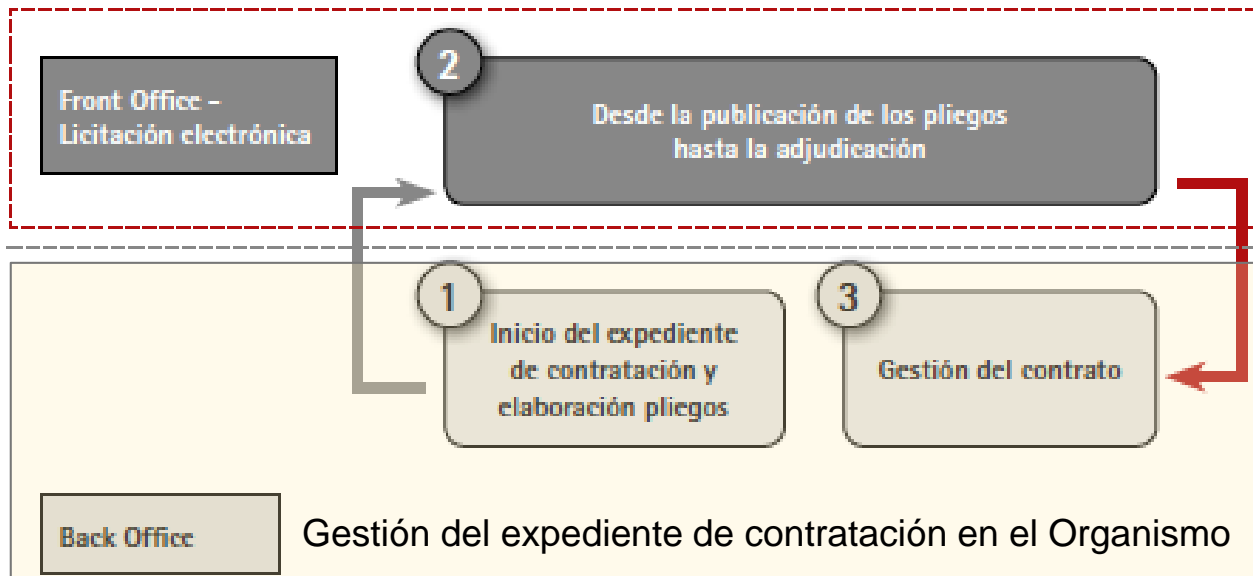 Front Office –
Licitación electrónica
2
Desde la publicación de los pliegos
hasta la adjudicación
1
Inicio del expediente
de contratación y
elaboración pliegos
3
Gestión del contrato
Back Office
Gestión del expediente de contratación en el Organismo